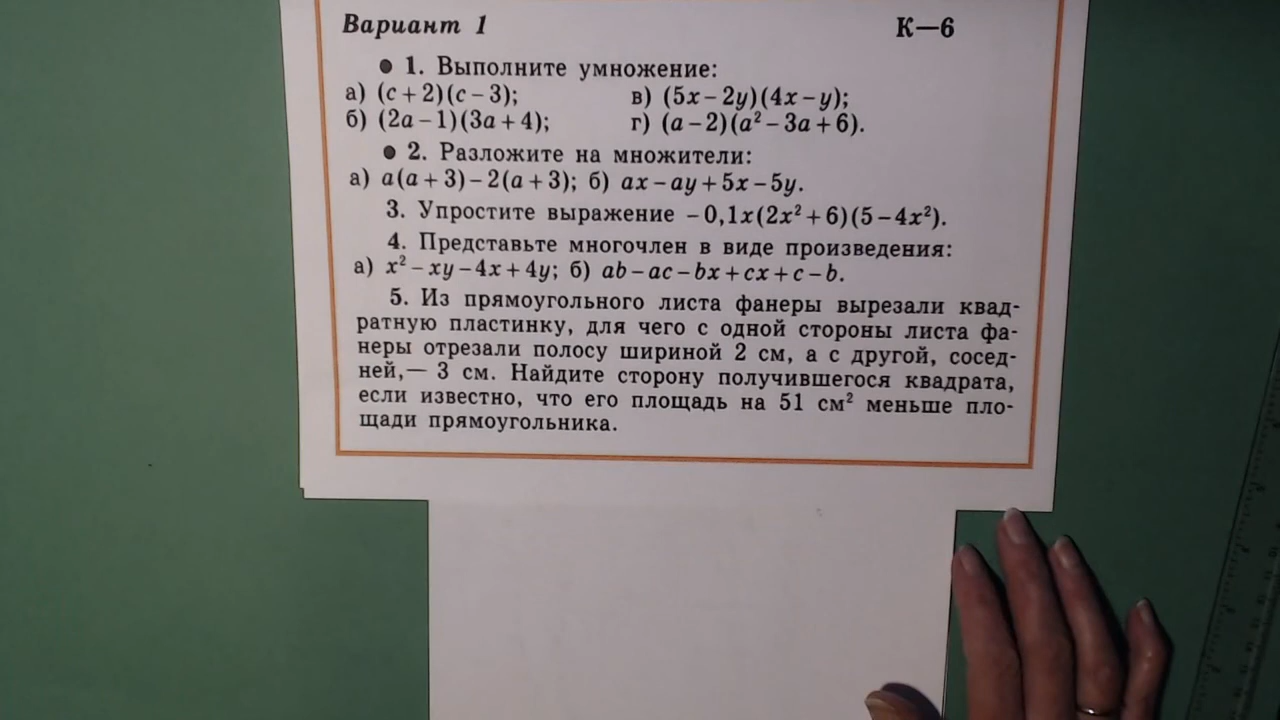 Вариант 1 К—6
● 1. Выполните умножение:
а) (c + 2)(c − 3); в) (5x − 2y)(4x − y);
б) (2a − 1)(3a + 4); г) (a − 2)(a² − 3a + 6).
● 2. Разложите на множители:
а) a(a + 3) − 2(a + 3); б) ax − ay + 5x − 5y.
3. Упростите выражение −0,1x(2x² + 6)(5 − 4x²).
4. Представьте многочлен в виде произведения:
а) x² − xy − 4x + 4y; б) ab − ac − bx + cx + c − b.
5. Из прямоугольного листа фанеры вырезали квад-
ратную пластинку, для чего с одной стороны листа фа-
неры отрезали полосу шириной 2 см, а с другой, сосед-
ней,— 3 см. Найдите сторону получившегося квадрата,
если известно, что его площадь на 51 см² меньше пло-
щади прямоугольника.